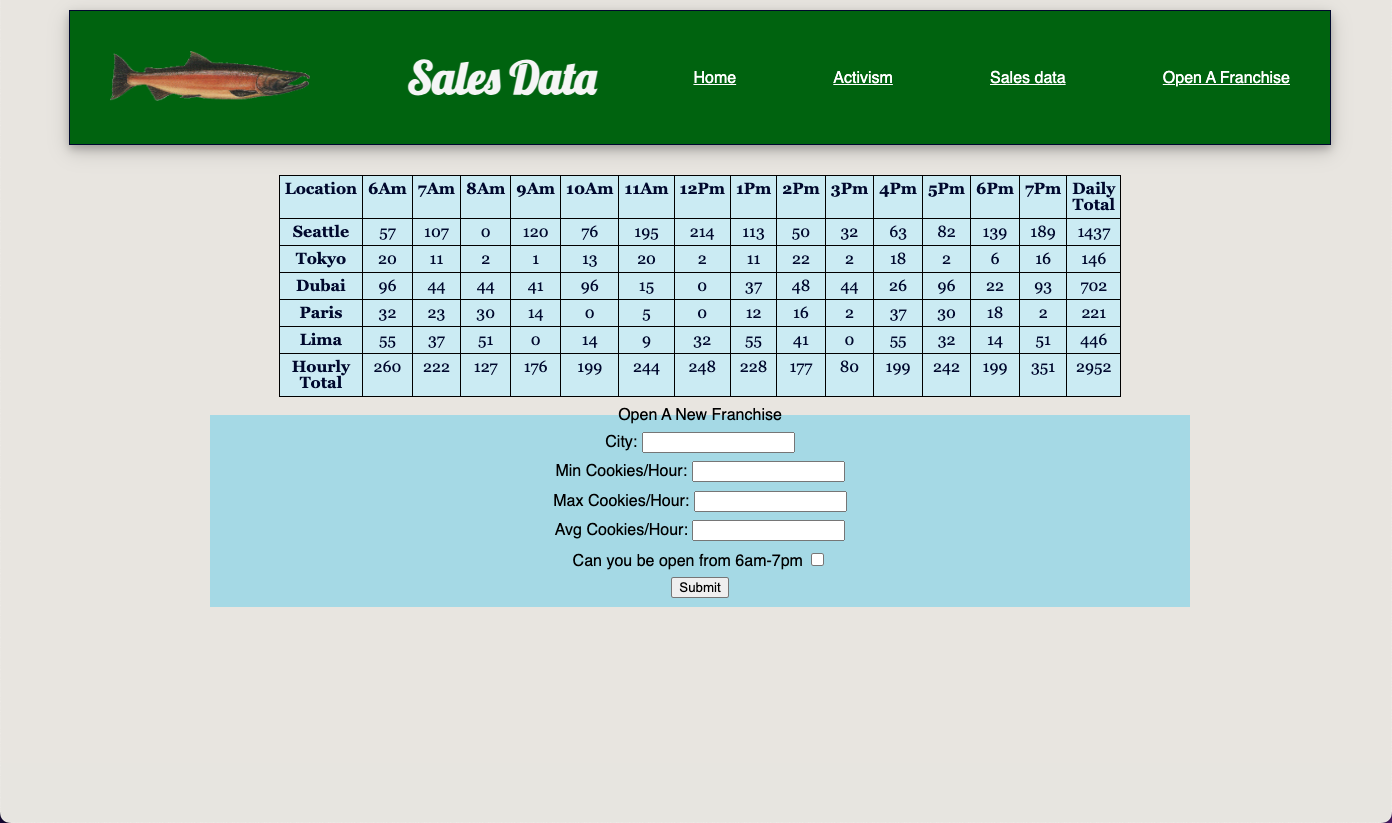 Sales Data
Home Activism Sales data Open A Franchise
Location 6Am 7Am 8Am 9Am 10Am 11Am 12Pm 1Pm 2Pm 3Pm 4Pm 5Pm 6Pm 7Pm Daily Total
Seattle 57 107 0 120 76 195 214 113 50 32 63 82 139 189 1437
Tokyo 20 11 2 1 13 20 2 11 22 2 18 2 6 16 146
Dubai 96 44 44 41 96 15 0 37 48 44 26 96 22 93 702
Paris 32 23 30 14 0 5 0 12 16 2 37 30 18 2 221
Lima 55 37 51 0 14 9 32 55 41 0 55 32 14 51 446
Hourly Total 260 222 127 176 199 244 248 228 177 80 199 242 199 351 2952
Open A New Franchise
City:
Min Cookies/Hour:
Max Cookies/Hour:
Avg Cookies/Hour:
Can you be open from 6am-7pm
Submit